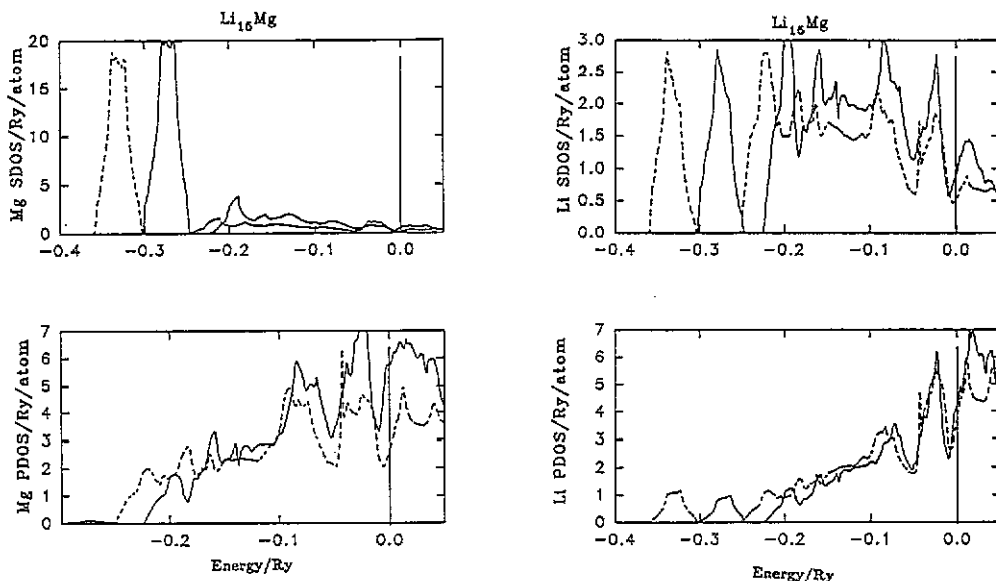 Li₁₅Mg
20
15
10
5
0
Mg SDOS/Ry/atom
-0.4 -0.3 -0.2 -0.1 0.0
Li₁₅Mg
3.0
2.5
2.0
1.5
1.0
0.5
0.0
Li SDOS/Ry/atom
-0.4 -0.3 -0.2 -0.1 0.0
7
6
5
4
3
2
1
0
Mg PDOS/Ry/atom
-0.2 -0.1 0.0
Energy/Ry
7
6
5
4
3
2
1
0
Li PDOS/Ry/atom
-0.4 -0.3 -0.2 -0.1 0.0
Energy/Ry